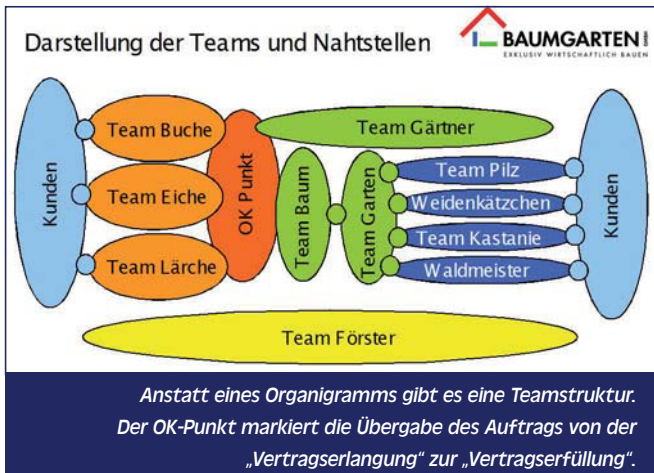 Darstellung der Teams und Nahtstellen
BAUMGARTEN GMBH
EXKLUSIV WIRTSCHAFTLICH BAUEN
Kunden
Team Buche
Team Eiche
Team Lärche
OK Punkt
Team Gärtner
Team Baum
Team Garten
Team Pilz
Weidenkätzchen
Team Kastanie
Waldmeister
Kunden
Team Förster
Anstatt eines Organigramms gibt es eine Teamstruktur.
Der OK-Punkt markiert die Übergabe des Auftrags von der
„Vertragserlangung“ zur „Vertragserfüllung“.